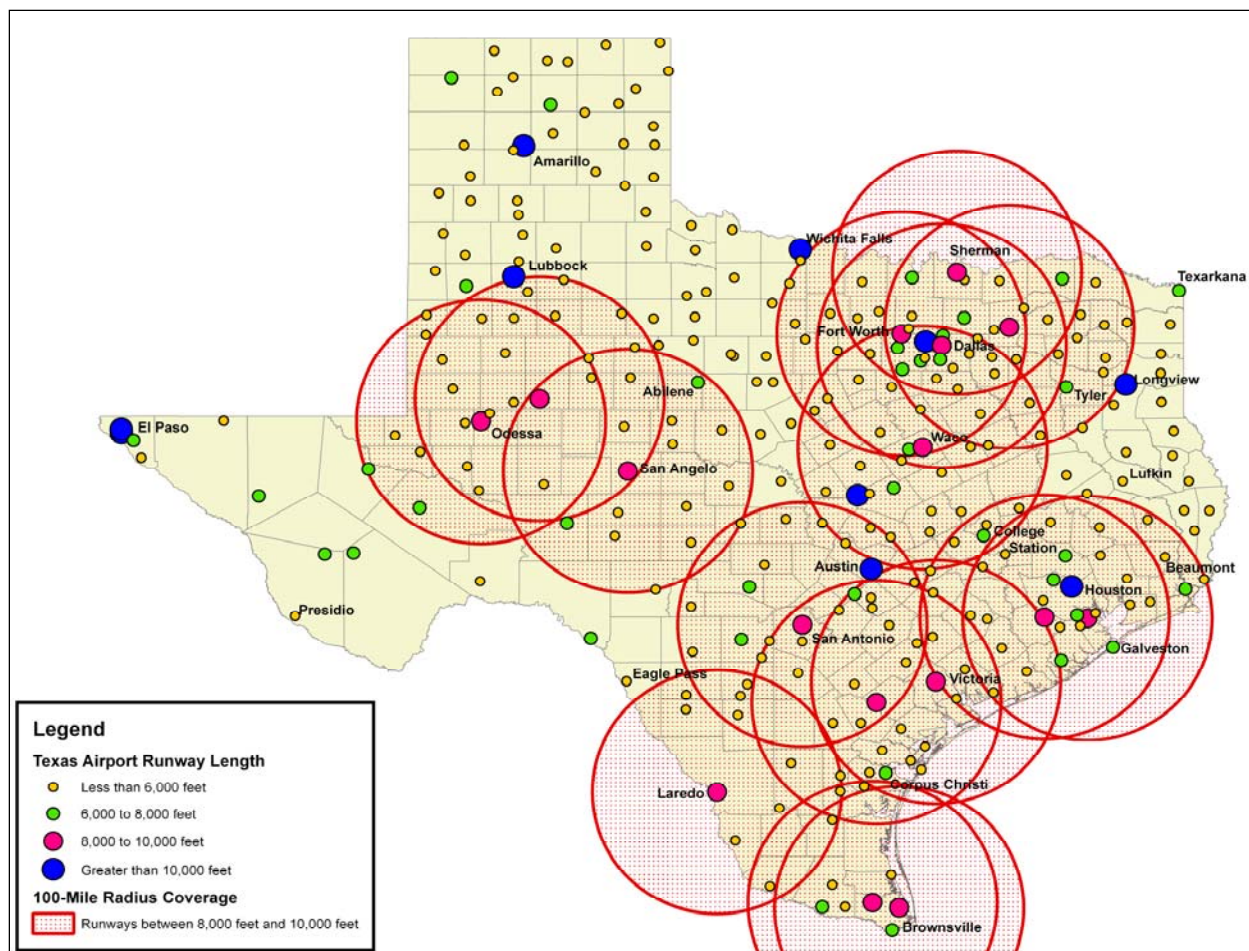 Amarillo
Lubbock
Wichita Falls
Sherman
Texarkana
Fort Worth
Dallas
Longview
Tyler
Abilene
El Paso
Odessa
Waco
San Angelo
Lufkin
College
Station
Austin
Houston
Beaumont
Presidio
San Antonio
Galveston
Eagle Pass
Victoria
Laredo
Corpus Christi
Brownsville
Legend
Texas Airport Runway Length
Less than 6,000 feet
6,000 to 8,000 feet
8,000 to 10,000 feet
Greater than 10,000 feet
100-Mile Radius Coverage
Runways between 8,000 feet and 10,000 feet